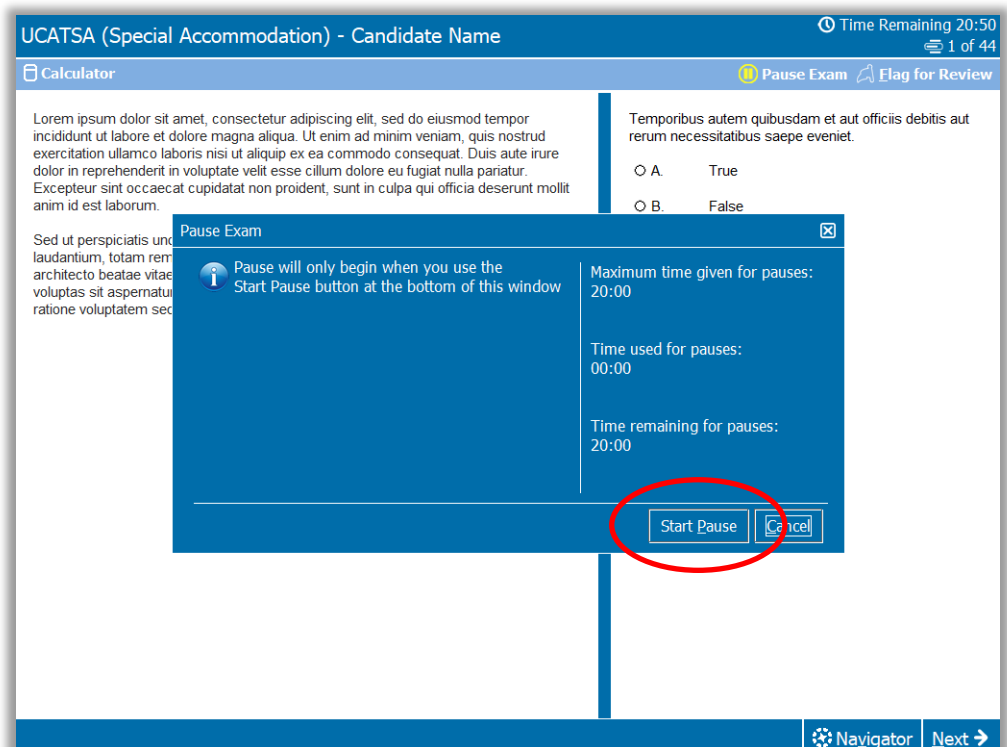 UCATSA (Special Accommodation) - Candidate Name
Time Remaining 20:50
1 of 44
Calculator
Pause Exam
Flag for Review
Lorem ipsum dolor sit amet, consectetur adipiscing elit, sed do eiusmod tempor
incididunt ut labore et dolore magna aliqua. Ut enim ad minim veniam, quis nostrud
exercitation ullamco laboris nisi ut aliquip ex ea commodo consequat. Duis aute irure
dolor in reprehenderit in voluptate velit esse cillum dolore eu fugiat nulla pariatur.
Excepteur sint occaecat cupidatat non proident, sunt in culpa qui officia deserunt mollit
anim id est laborum.
Sed ut perspiciatis und
laudantium, totam rem
architecto beatae vitae
voluptas sit aspernatu
ratione voluptatem sec
Temporibus autem quibusdam et aut officiis debitis aut
rerum necessitatibus saepe eveniet.
A. True
B. False
Pause Exam
Pause will only begin when you use the
Start Pause button at the bottom of this window
Maximum time given for pauses:
20:00
Time used for pauses:
00:00
Time remaining for pauses:
20:00
Start Pause
Cancel
Navigator
Next